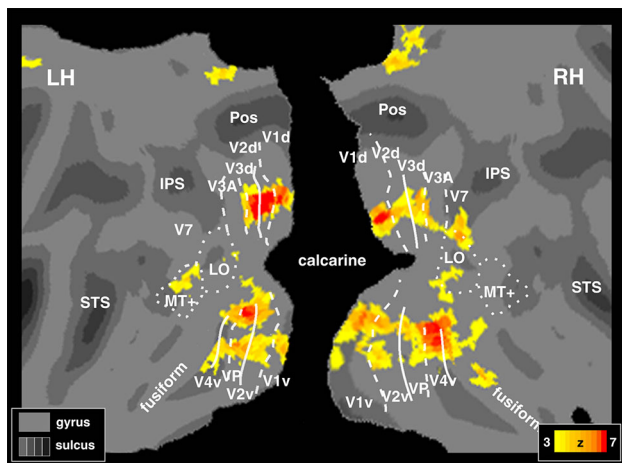 LH
RH
Pos
Pos
V1d
V2d
V3d
V3A
IPS
V7
LO
MT+
STS
calcarine
V1d
V2d
V3d
V3A
V7
IPS
LO
MT+
STS
fusiform
V4v
VP
V2v
V1v
V1v
V2v
VP
V4v
fusiform
gyrus
sulcus
3 z 7